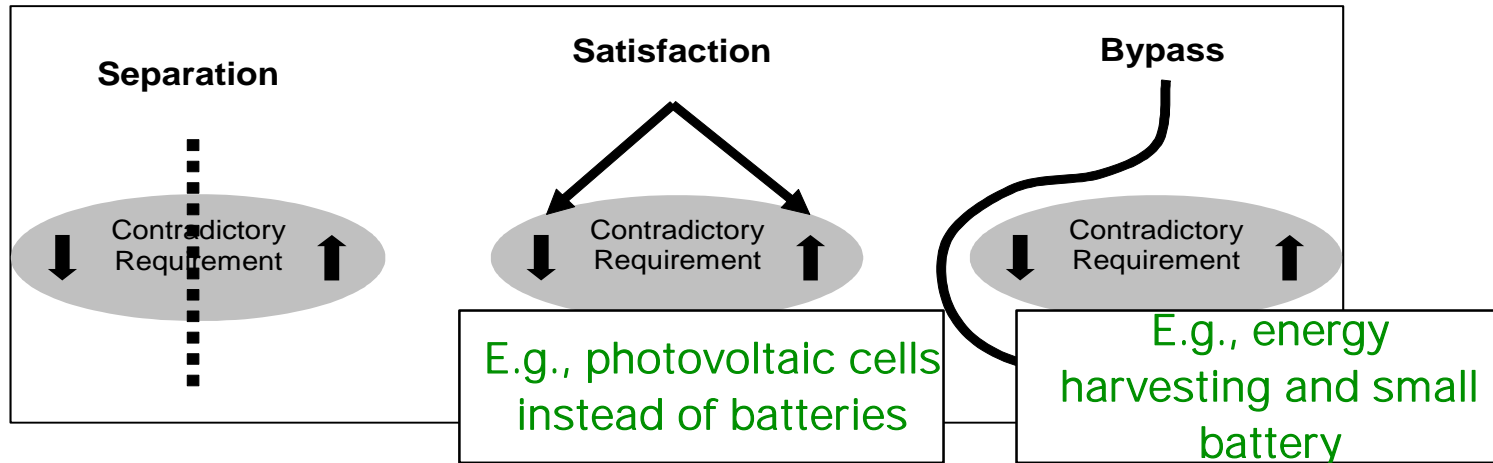 Separation
Satisfaction
Bypass
Contradictory
Requirement
Contradictory
Requirement
Contradictory
Requirement
E.g., photovoltaic cells
instead of batteries
E.g., energy
harvesting and small
battery